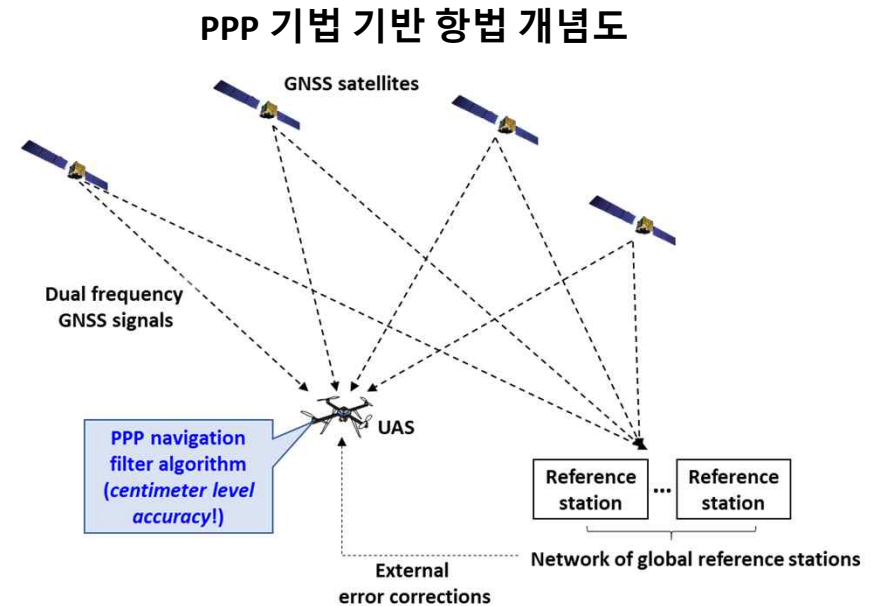 PPP 기법 기반 항법 개념도
GNSS satellites
Dual frequency
GNSS signals
UAS
PPP navigation
filter algorithm
(centimeter level
accuracy!)
Reference
station
...
Reference
station
Network of global reference stations
External
error corrections